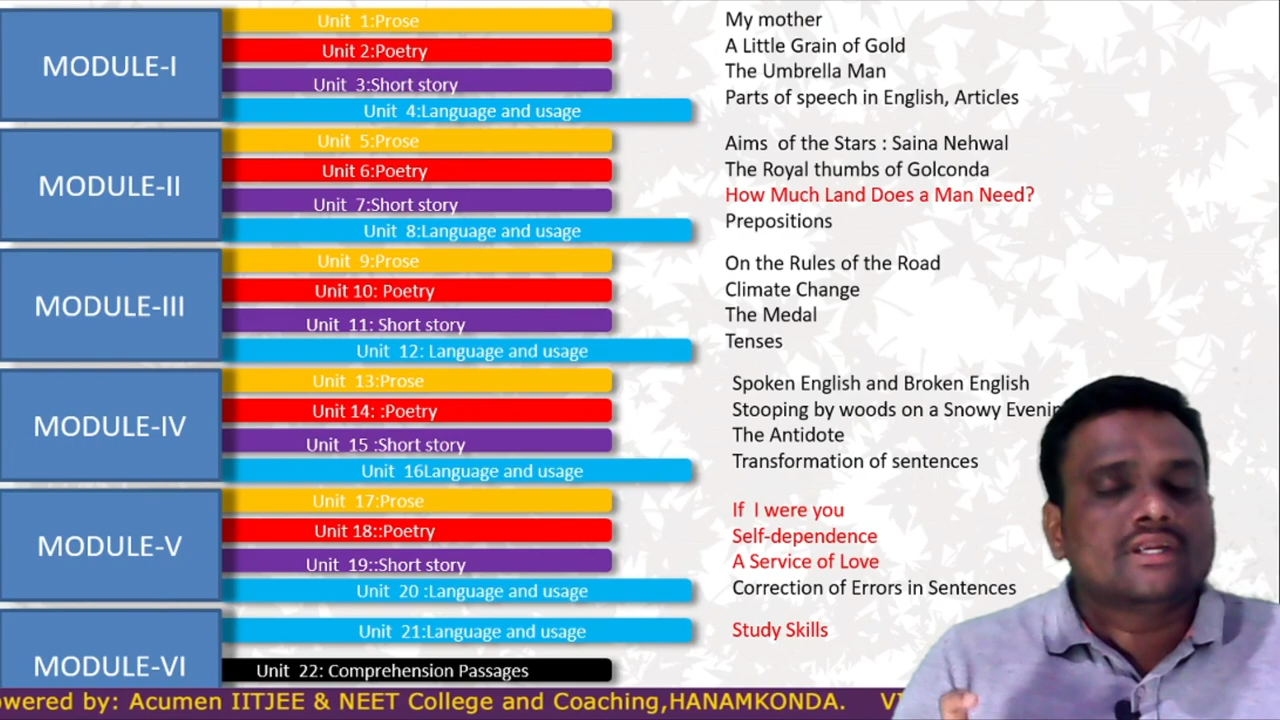 MODULE-I
Unit 1:Prose
Unit 2:Poetry
Unit 3:Short story
Unit 4:Language and usage
My mother
A Little Grain of Gold
The Umbrella Man
Parts of speech in English, Articles
MODULE-II
Unit 5:Prose
Unit 6:Poetry
Unit 7:Short story
Unit 8:Language and usage
Aims of the Stars : Saina Nehwal
The Royal thumbs of Golconda
How Much Land Does a Man Need?
Prepositions
MODULE-III
Unit 9:Prose
Unit 10: Poetry
Unit 11: Short story
Unit 12: Language and usage
On the Rules of the Road
Climate Change
The Medal
Tenses
MODULE-IV
Unit 13:Prose
Unit 14: :Poetry
Unit 15 :Short story
Unit 16Language and usage
Spoken English and Broken English
Stooping by woods on a Snowy Evenin
The Antidote
Transformation of sentences
MODULE-V
Unit 17:Prose
Unit 18::Poetry
Unit 19::Short story
Unit 20 :Language and usage
If I were you
Self-dependence
A Service of Love
Correction of Errors in Sentences
MODULE-VI
Unit 21:Language and usage
Unit 22: Comprehension Passages
Study Skills
owered by: Acumen IITJEE & NEET College and Coaching,HANAMKONDA.